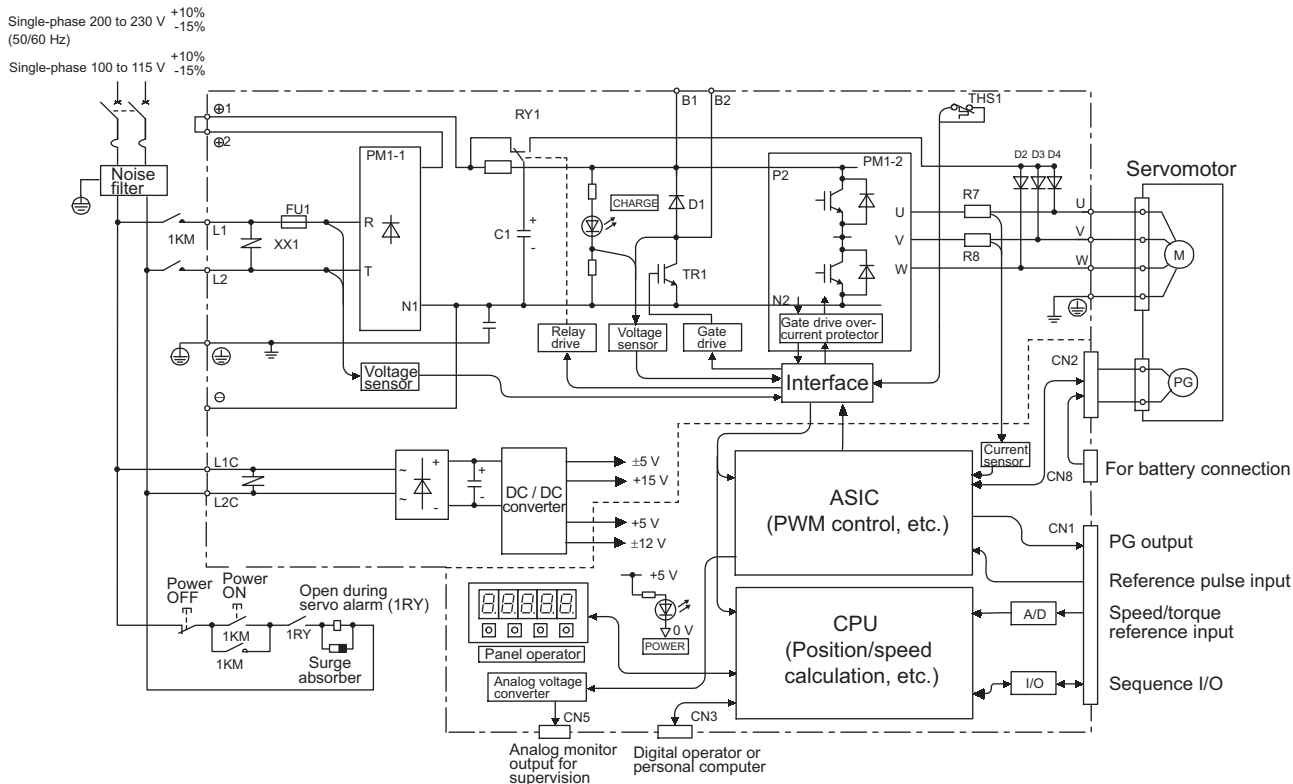 Single-phase 200 to 230 V +10% -15%
(50/60 Hz)
Single-phase 100 to 115 V +10% -15%
Noise
filter
1KM
L1
L2
XX1
FU1
⊕1
⊕2
PM1-1
R
T
N1
RY1
C1
+
-
CHARGE
B1
B2
D1
TR1
THS1
P2
PM1-2
N2
U
V
W
Gate drive over-
current protector
R7
R8
D2
D3
D4
U
V
W
Servomotor
M
PG
Relay
drive
Voltage
sensor
Gate
drive
Interface
Voltage
sensor
⊖
CN2
Current
sensor
CN8
For battery connection
L1C
L2C
~
~
+
-
+
-
DC / DC
converter
±5 V
+15 V
+5 V
±12 V
ASIC
(PWM control, etc.)
CN1
PG output
Reference pulse input
Speed/torque
reference input
A/D
Sequence I/O
I/O
CPU
(Position/speed
calculation, etc.)
Power
OFF
Power
ON
1KM
1KM
Open during
servo alarm (1RY)
1RY
Surge
absorber
8.8.8.8.8.
Panel operator
+5 V
0 V
POWER
Analog voltage
converter
CN5
Analog monitor
output for
supervision
CN3
Digital operator or
personal computer